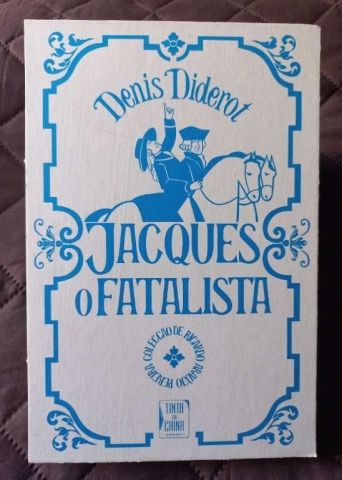 Denis Diderot
JACQUES
O FATALISTA
COLECÇÃO DE RICARDO ARAÚJO PEREIRA
TINTA
DA
CHINA